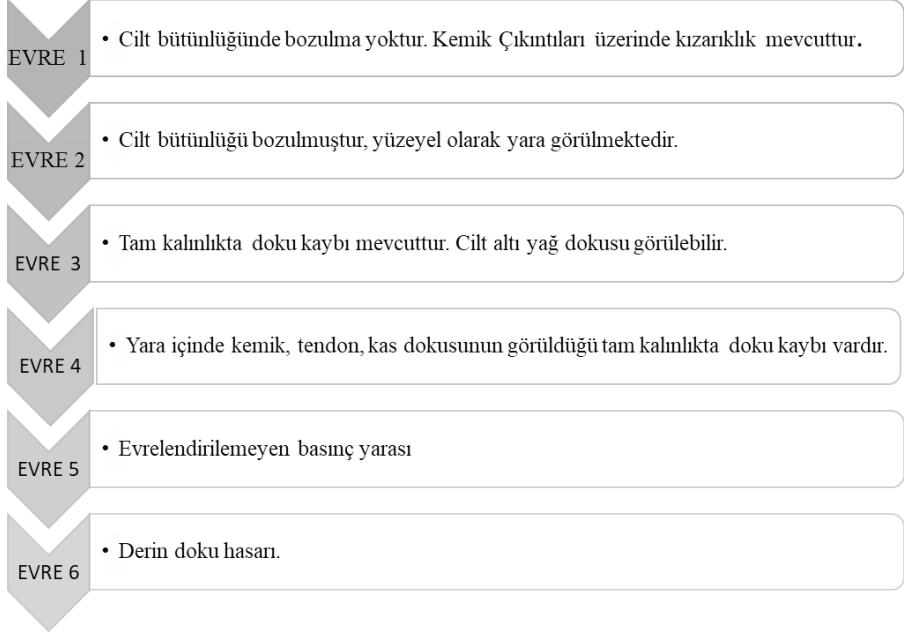 EVRE 1
• Cilt bütünlüğünde bozulma yoktur. Kemik Çıkıntıları üzerinde kızarıklık mevcuttur.
EVRE 2
• Cilt bütünlüğü bozulmuştur, yüzeyel olarak yara görülmektedir.
EVRE 3
• Tam kalınlıkta doku kaybı mevcuttur. Cilt altı yağ dokusu görülebilir.
EVRE 4
• Yara içinde kemik, tendon, kas dokusunun görüldüğü tam kalınlıkta doku kaybı vardır.
EVRE 5
• Evrelendirilemeyen basınç yarası
EVRE 6
• Derin doku hasarı.